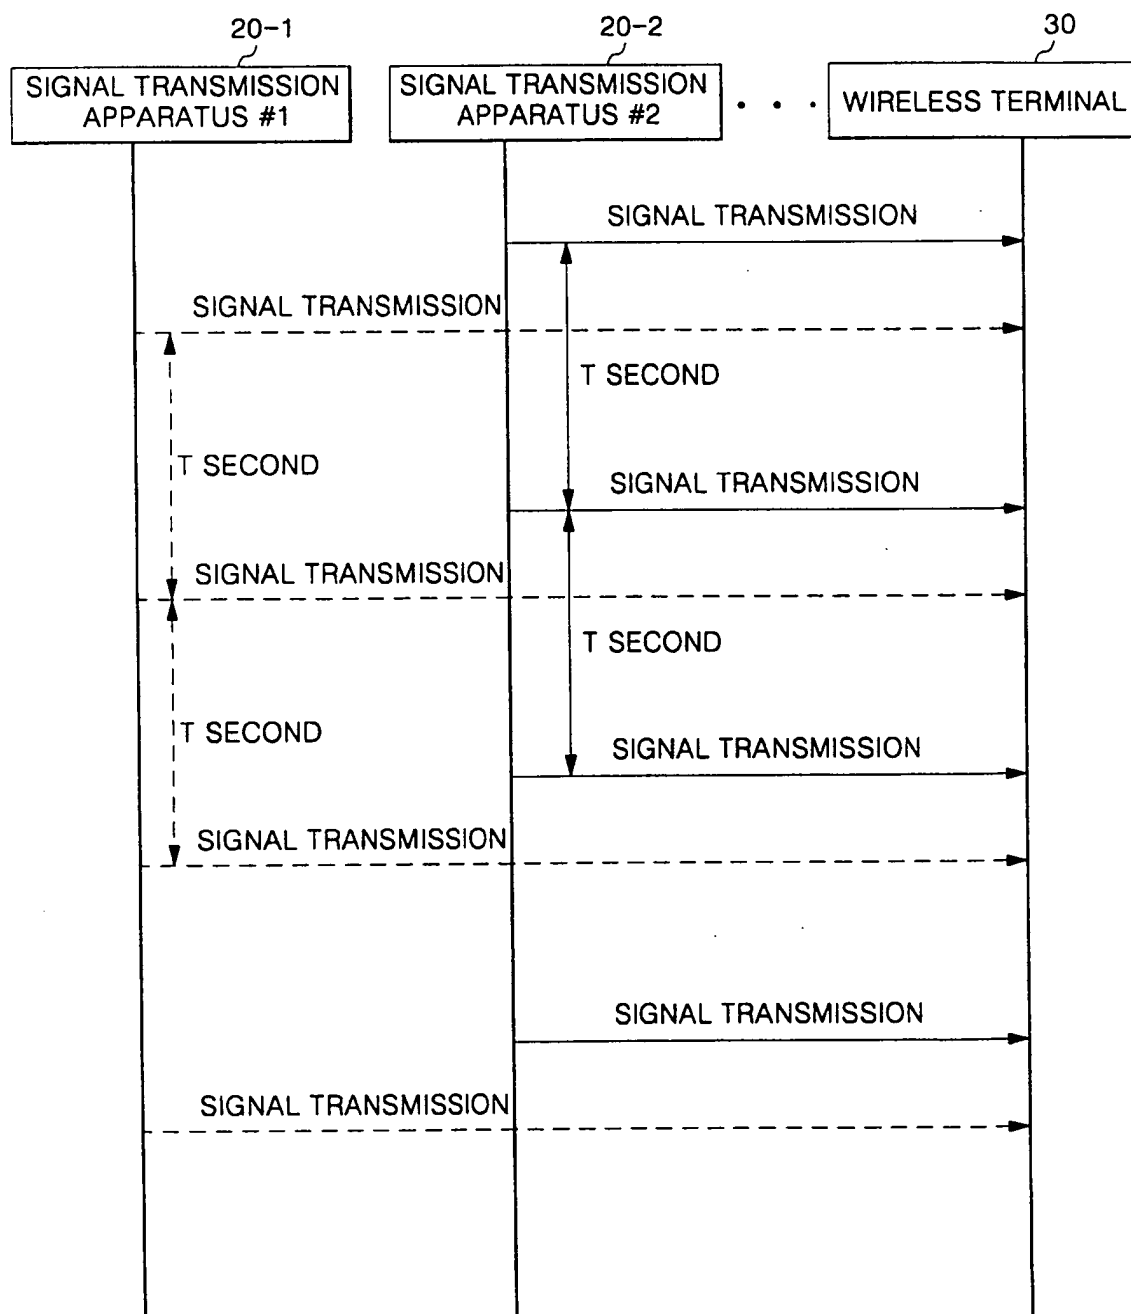 20-1
20-2
30
SIGNAL TRANSMISSION
APPARATUS #1
SIGNAL TRANSMISSION
APPARATUS #2
WIRELESS TERMINAL
SIGNAL TRANSMISSION
SIGNAL TRANSMISSION
T SECOND
T SECOND
SIGNAL TRANSMISSION
SIGNAL TRANSMISSION
T SECOND
T SECOND
SIGNAL TRANSMISSION
SIGNAL TRANSMISSION
SIGNAL TRANSMISSION
SIGNAL TRANSMISSION